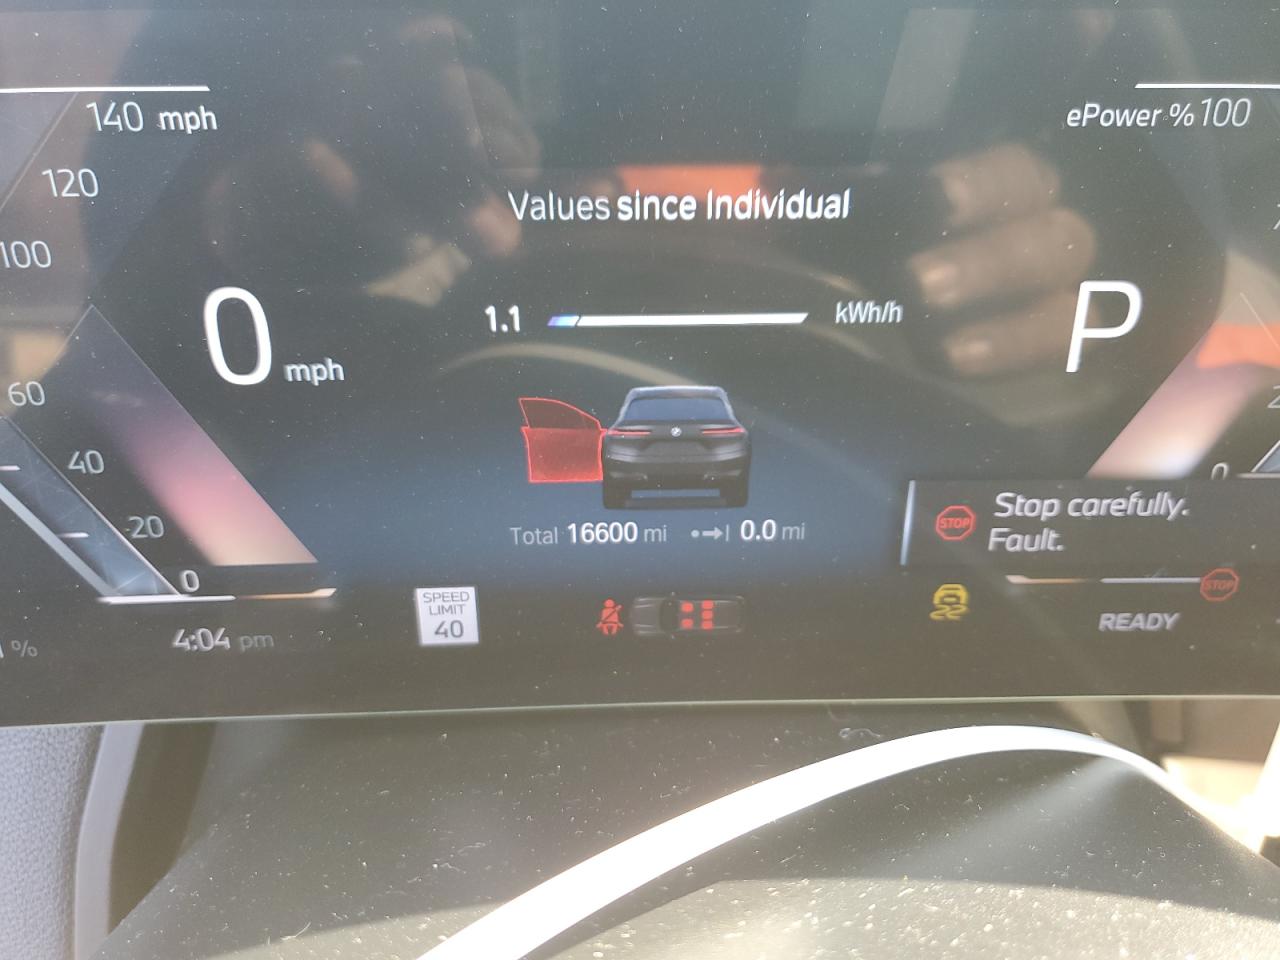 140 mph
ePower % 100
120
Values since Individual
100
0 mph
1.1
kWh/h
P
60
40
20
0
Total 16600 mi
0.0 mi
STOP
Stop carefully.
Fault.
0
STOP
4:04 pm
%
SPEED
LIMIT
40
READY